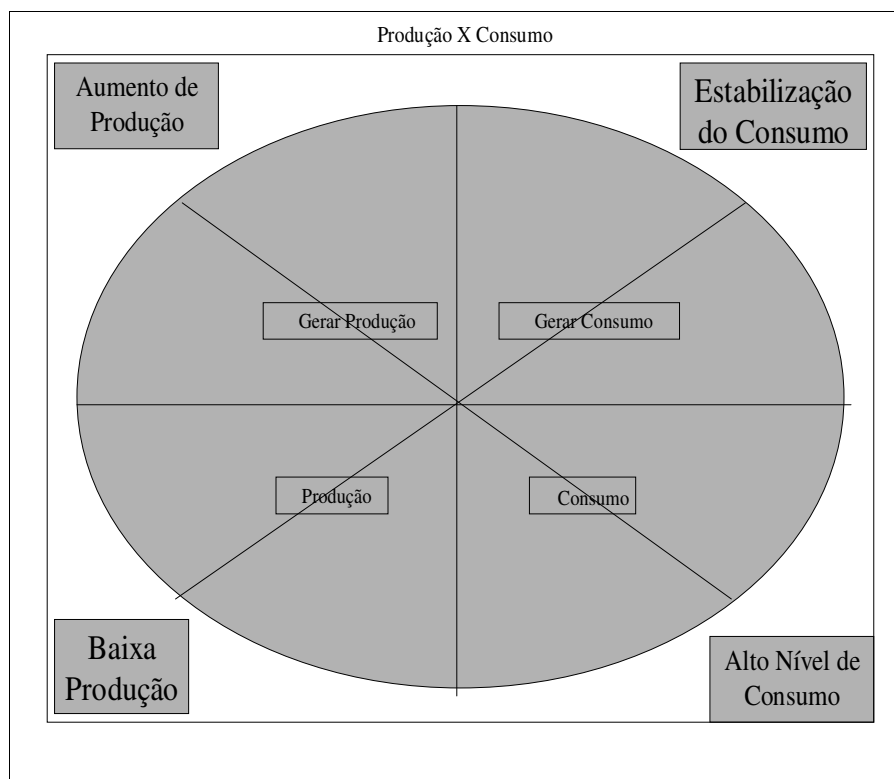 Produção X Consumo
Aumento de
Produção
Estabilização
do Consumo
Gerar Produção
Gerar Consumo
Produção
Consumo
Baixa
Produção
Alto Nível de
Consumo